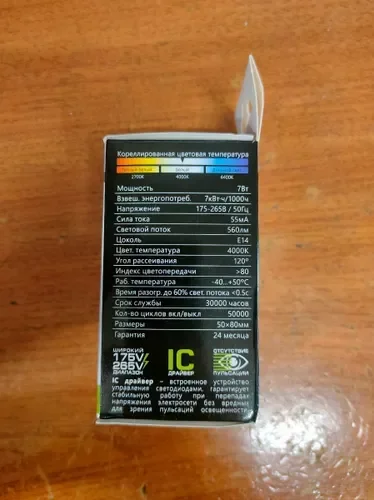 Кореллированная цветовая температура
2700K 4000K 6400K
Мощность 7Вт
Взвеш. энергопотреб. 7кВтч/1000ч
Напряжение 175-265В / 50Гц
Сила тока 55мА
Световой поток 560лм
Цоколь E14
Цвет. температура 4000K
Угол рассеивания 120°
Индекс цветопередачи >80
Раб. температура -40...+50°C
Время разогр. до 60% свет. потока <0.5с
Срок службы 30000 часов
Кол-во циклов вкл/выкл 50000
Размеры 50×80мм
Гарантия 24 месяца
ШИРОКИЙ
175V
265V
ДИАПАЗОН
IC
ДРАЙВЕР
ОТСУТСТВИЕ
ПУЛЬСАЦИИ
IC драйвер – встроенное устройство
управления светодиодами, гарантирует
стабильную работу при перепадах
напряжения электросети без вредных
для зрения пульсаций освещенности.